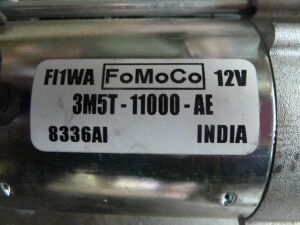 FI1WA FoMoCo 12V
3M5T-11000-AE
8336AI INDIA